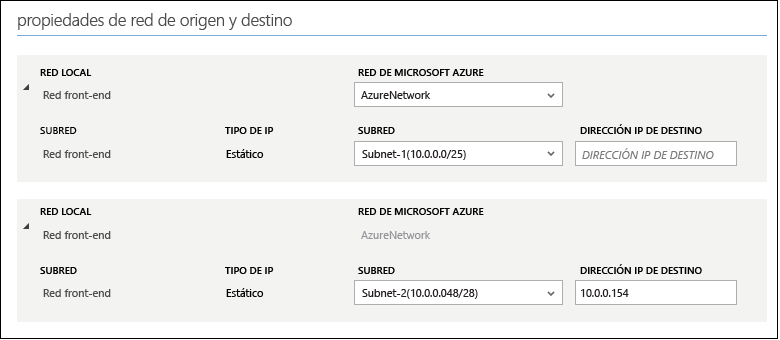 propiedades de red de origen y destino
RED LOCAL RED DE MICROSOFT AZURE
Red front-end AzureNetwork
SUBRED TIPO DE IP SUBRED DIRECCIÓN IP DE DESTINO
Red front-end Estático Subnet-1(10.0.0.0/25) DIRECCIÓN IP DE DESTINO
RED LOCAL RED DE MICROSOFT AZURE
Red front-end AzureNetwork
SUBRED TIPO DE IP SUBRED DIRECCIÓN IP DE DESTINO
Red front-end Estático Subnet-2(10.0.0.048/28) 10.0.0.154